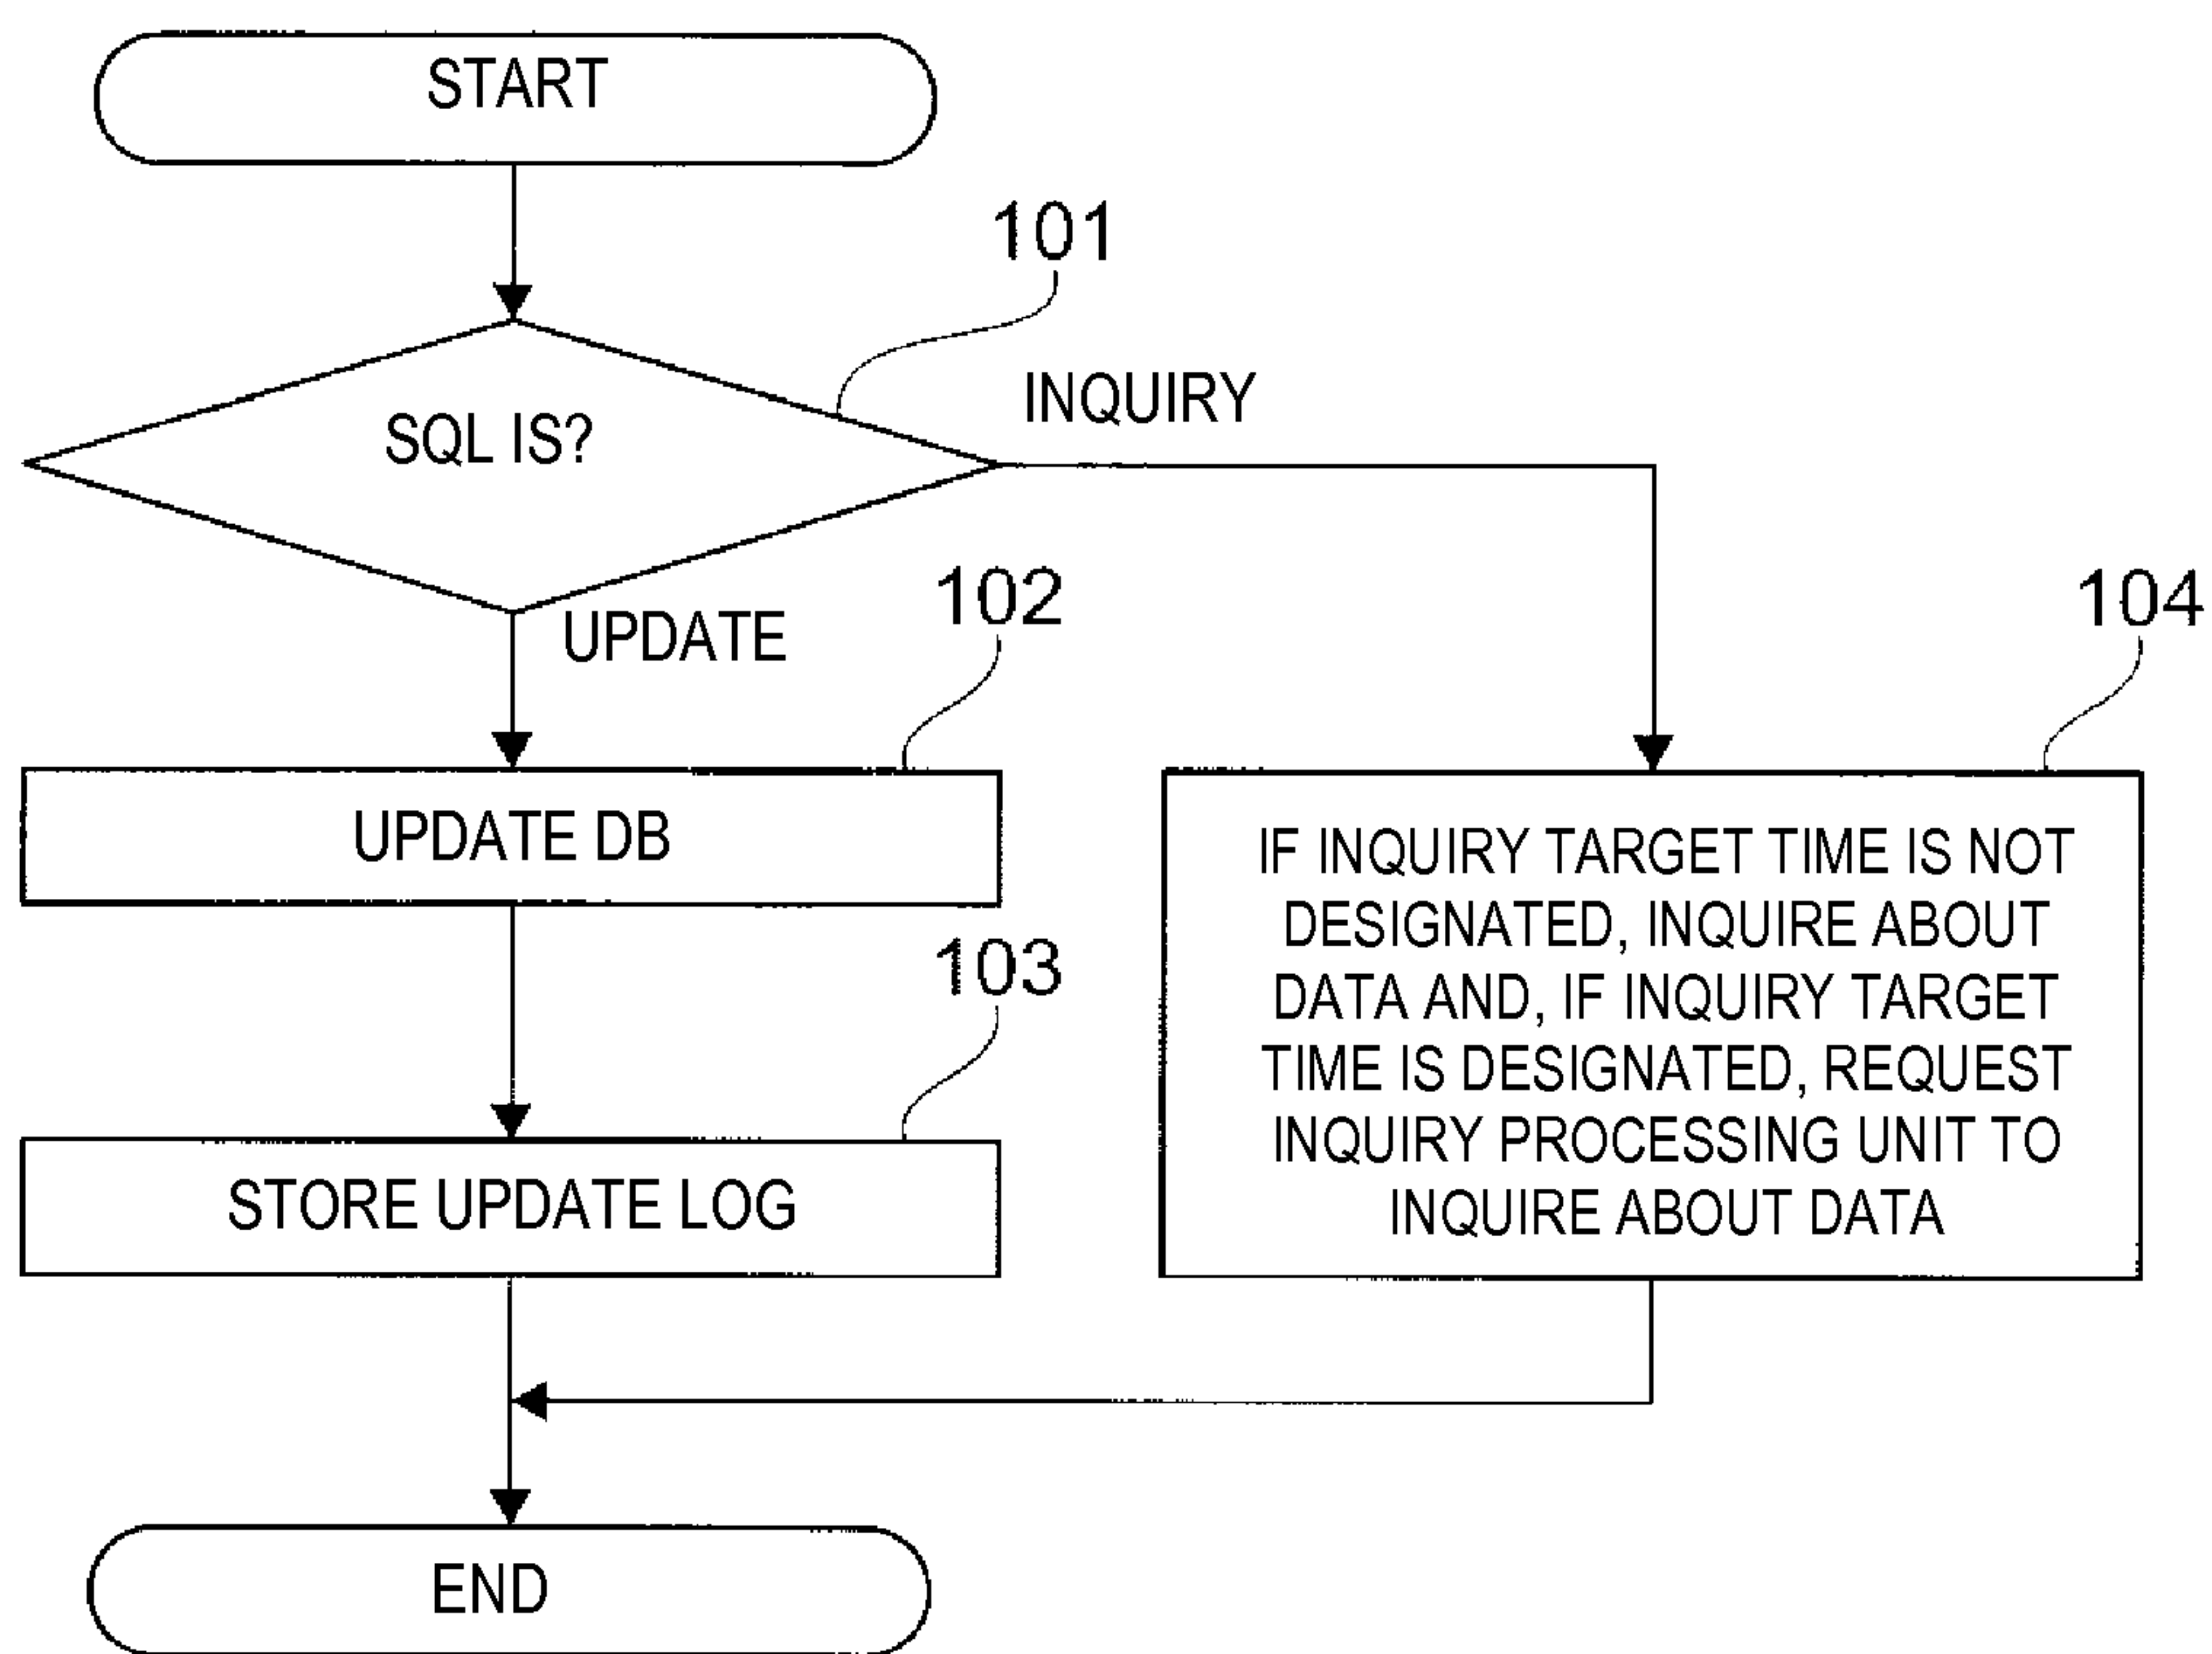 START
101
SQL IS?
INQUIRY
UPDATE
102
UPDATE DB
103
STORE UPDATE LOG
104
IF INQUIRY TARGET TIME IS NOT
DESIGNATED, INQUIRE ABOUT
DATA AND, IF INQUIRY TARGET
TIME IS DESIGNATED, REQUEST
INQUIRY PROCESSING UNIT TO
INQUIRE ABOUT DATA
END